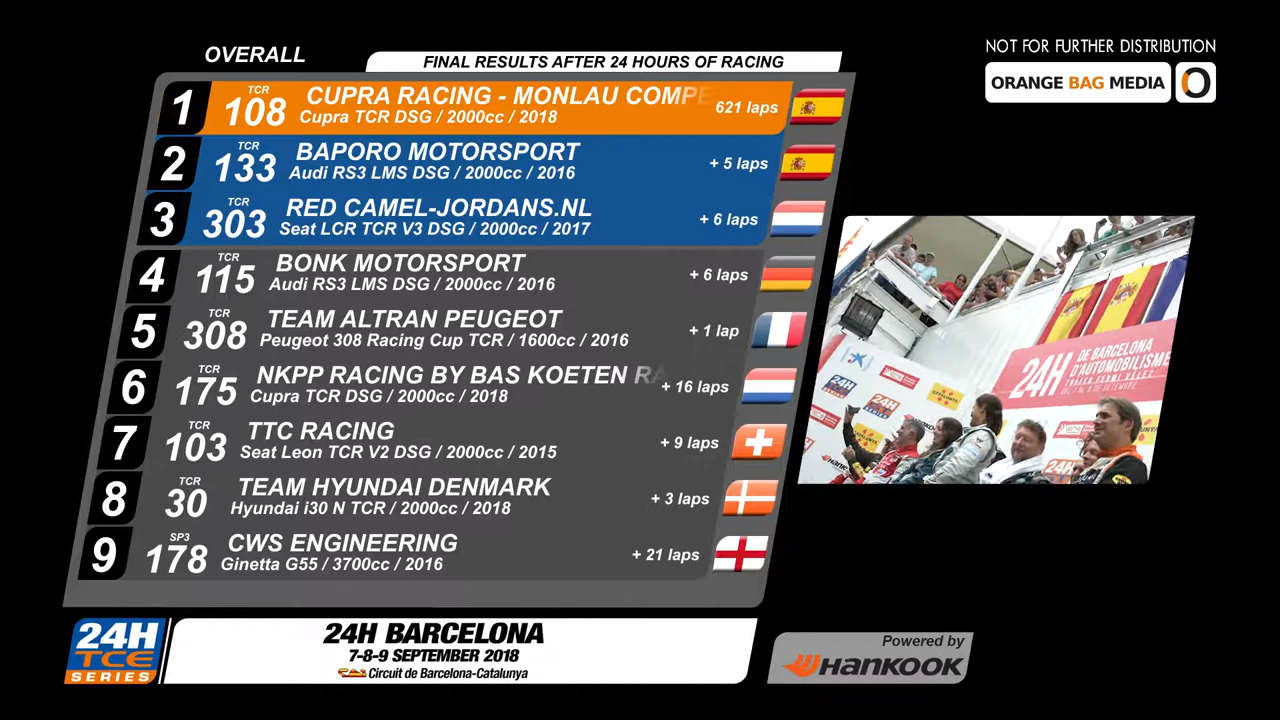 OVERALL
FINAL RESULTS AFTER 24 HOURS OF RACING
NOT FOR FURTHER DISTRIBUTION
ORANGE BAG MEDIA
1 TCR 108 CUPRA RACING - MONLAU COMPE 621 laps
Cupra TCR DSG / 2000cc / 2018
2 TCR 133 BAPORO MOTORSPORT + 5 laps
Audi RS3 LMS DSG / 2000cc / 2016
3 TCR 303 RED CAMEL-JORDANS.NL + 6 laps
Seat LCR TCR V3 DSG / 2000cc / 2017
4 TCR 115 BONK MOTORSPORT + 6 laps
Audi RS3 LMS DSG / 2000cc / 2016
5 TCR 308 TEAM ALTRAN PEUGEOT + 1 lap
Peugeot 308 Racing Cup TCR / 1600cc / 2016
6 TCR 175 NKPP RACING BY BAS KOETEN RA + 16 laps
Cupra TCR DSG / 2000cc / 2018
7 TCR 103 TTC RACING + 9 laps
Seat Leon TCR V2 DSG / 2000cc / 2015
8 TCR 30 TEAM HYUNDAI DENMARK + 3 laps
Hyundai i30 N TCR / 2000cc / 2018
9 SP3 178 CWS ENGINEERING + 21 laps
Ginetta G55 / 3700cc / 2016
24H
DE BARCELONA
D'AUTOMOBILISME
HANKOOK
24H
TCE
SERIES
24H BARCELONA
7-8-9 SEPTEMBER 2018
Circuit de Barcelona-Catalunya
Powered by
HANKOOK